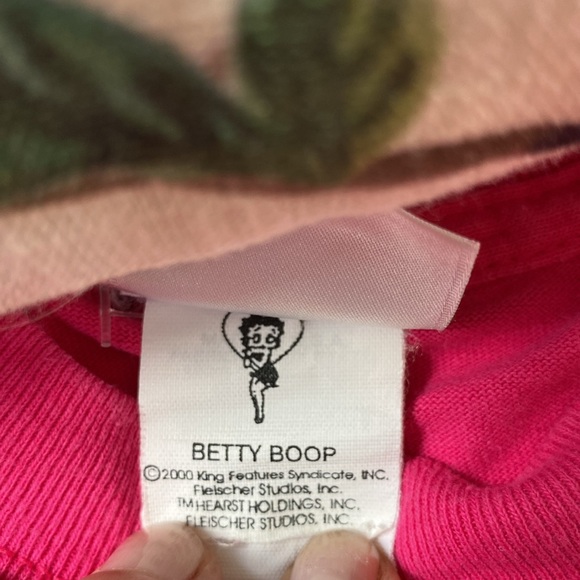 BETTY BOOP
©2000 King Features Syndicate, INC.
Fleischer Studios, Inc.
TM HEARST HOLDINGS, INC.
FLEISCHER STUDIOS, INC.